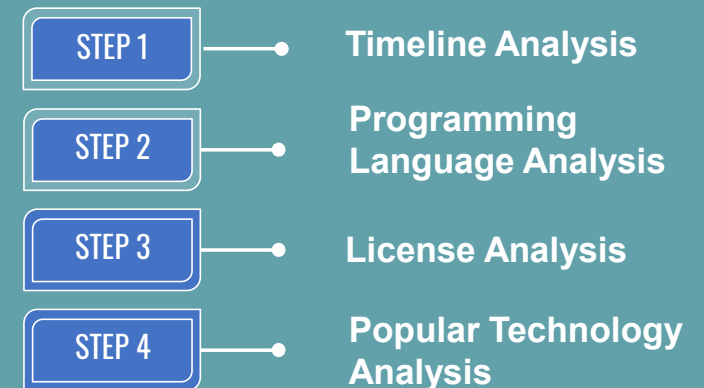 STEP 1
Timeline Analysis
STEP 2
Programming
Language Analysis
STEP 3
License Analysis
STEP 4
Popular Technology
Analysis